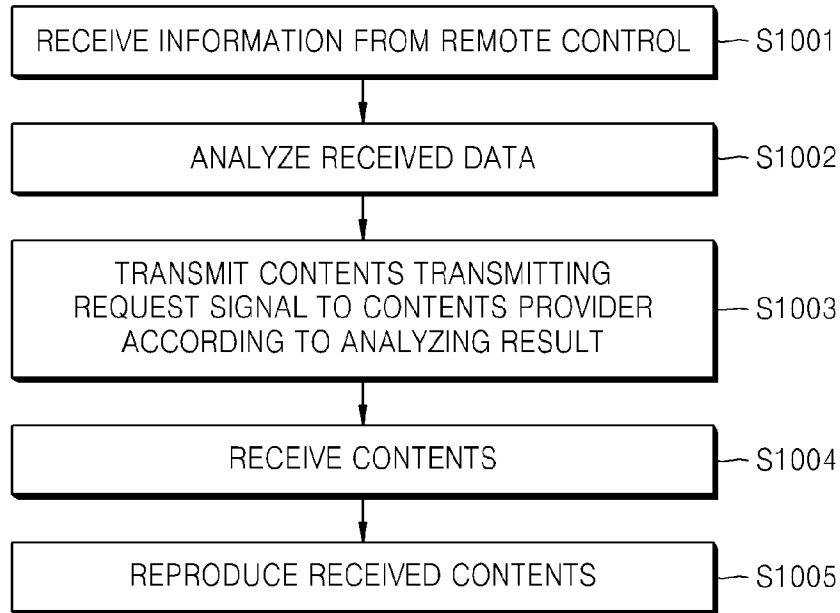 RECEIVE INFORMATION FROM REMOTE CONTROL S1001
ANALYZE RECEIVED DATA S1002
TRANSMIT CONTENTS TRANSMITTING
REQUEST SIGNAL TO CONTENTS PROVIDER S1003
ACCORDING TO ANALYZING RESULT
RECEIVE CONTENTS S1004
REPRODUCE RECEIVED CONTENTS S1005